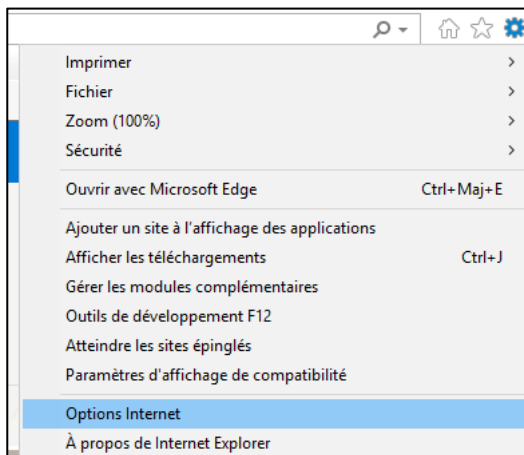 Imprimer
Fichier
Zoom (100%)
Sécurité
Ouvrir avec Microsoft Edge Ctrl+Maj+E
Ajouter un site à l'affichage des applications
Afficher les téléchargements Ctrl+J
Gérer les modules complémentaires
Outils de développement F12
Atteindre les sites épinglés
Paramètres d'affichage de compatibilité
Options Internet
À propos de Internet Explorer